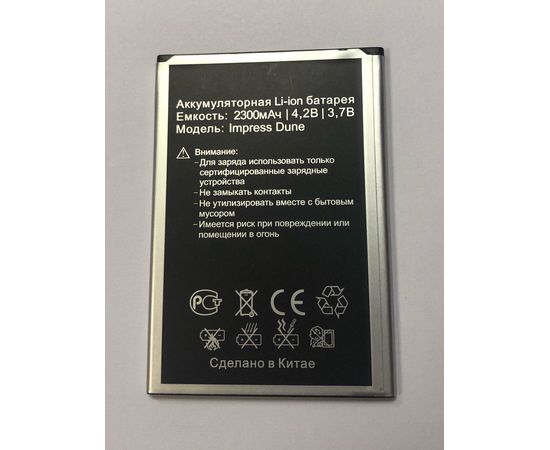 Аккумуляторная Li-ion батарея
Емкость: 2300мАч | 4,2В | 3,7В
Модель: Impress Dune
Внимание:
- Для заряда использовать только
сертифицированные зарядные
устройства
- Не замыкать контакты
- Не утилизировать вместе с бытовым
мусором
- Имеется риск при повреждении или
помещении в огонь
РСТ CE
Сделано в Китае